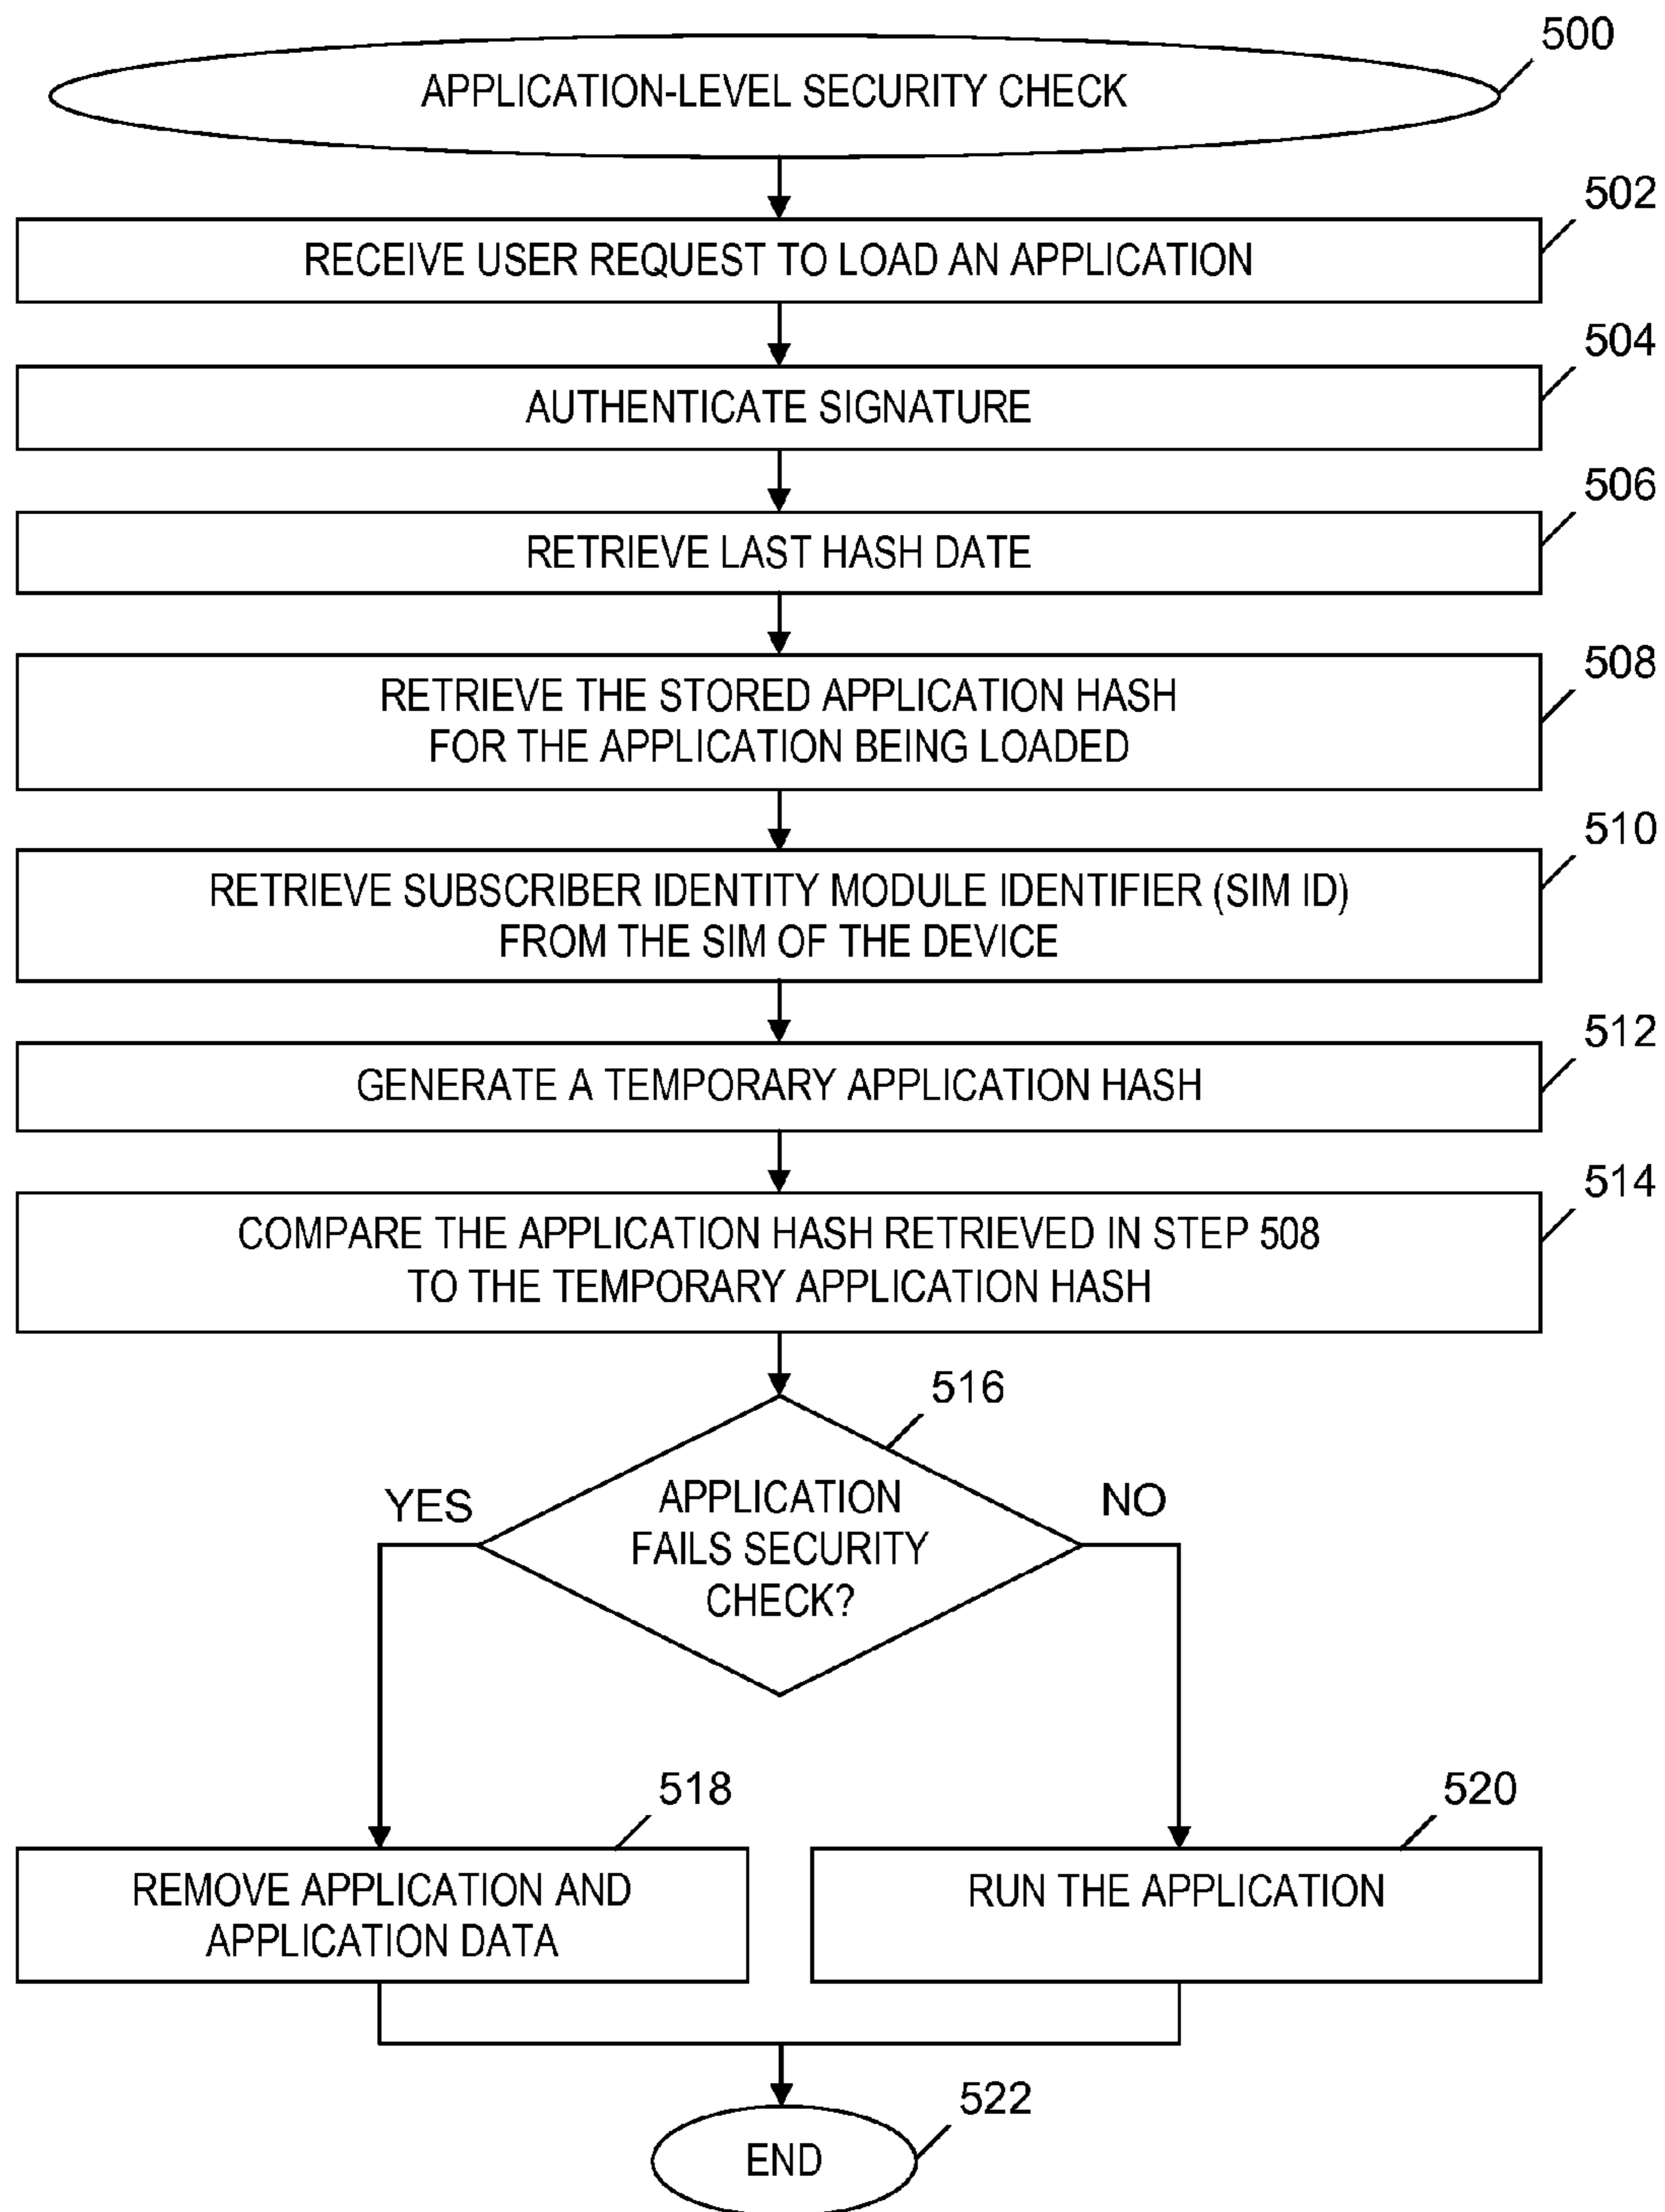 500
APPLICATION-LEVEL SECURITY CHECK
502
RECEIVE USER REQUEST TO LOAD AN APPLICATION
504
AUTHENTICATE SIGNATURE
506
RETRIEVE LAST HASH DATE
508
RETRIEVE THE STORED APPLICATION HASH
FOR THE APPLICATION BEING LOADED
510
RETRIEVE SUBSCRIBER IDENTITY MODULE IDENTIFIER (SIM ID)
FROM THE SIM OF THE DEVICE
512
GENERATE A TEMPORARY APPLICATION HASH
514
COMPARE THE APPLICATION HASH RETRIEVED IN STEP 508
TO THE TEMPORARY APPLICATION HASH
516
YES
NO
APPLICATION
FAILS SECURITY
CHECK?
518
REMOVE APPLICATION AND
APPLICATION DATA
520
RUN THE APPLICATION
522
END